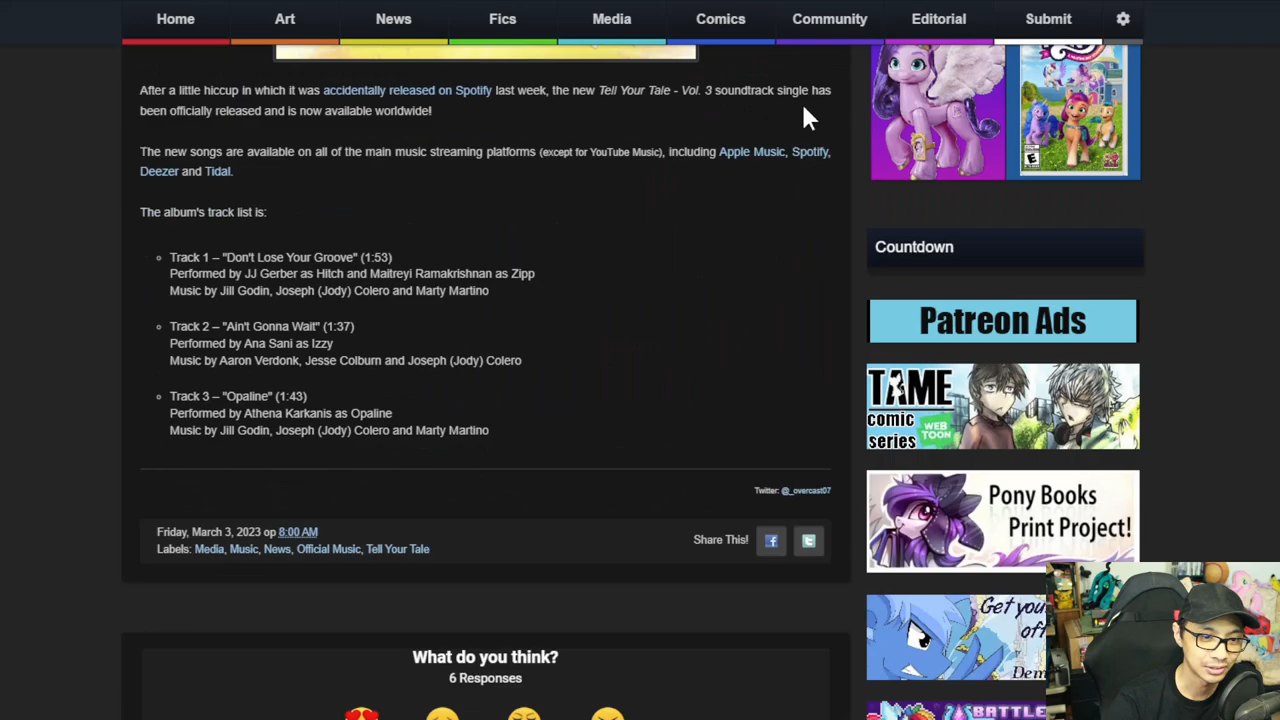 Home Art News Fics Media Comics Community Editorial Submit
After a little hiccup in which it was accidentally released on Spotify last week, the new Tell Your Tale - Vol. 3 soundtrack single has
been officially released and is now available worldwide!
The new songs are available on all of the main music streaming platforms (except for YouTube Music), including Apple Music, Spotify,
Deezer and Tidal.
The album's track list is:
Track 1 – "Don't Lose Your Groove" (1:53)
Performed by JJ Gerber as Hitch and Maitreyi Ramakrishnan as Zipp
Music by Jill Godin, Joseph (Jody) Colero and Marty Martino
Track 2 – "Ain't Gonna Wait" (1:37)
Performed by Ana Sani as Izzy
Music by Aaron Verdonk, Jesse Colburn and Joseph (Jody) Colero
Track 3 – "Opaline" (1:43)
Performed by Athena Karkanis as Opaline
Music by Jill Godin, Joseph (Jody) Colero and Marty Martino
Twitter: @_overcast07
Friday, March 3, 2023 op 8:00 AM
Labels: Media, Music, News, Official Music, Tell Your Tale
Share This!
What do you think?
6 Responses
E
Countdown
Patreon Ads
TAME
comic
series
WEB
TOON
Pony Books
Print Project!
Get you
off
Dem
BATTLE